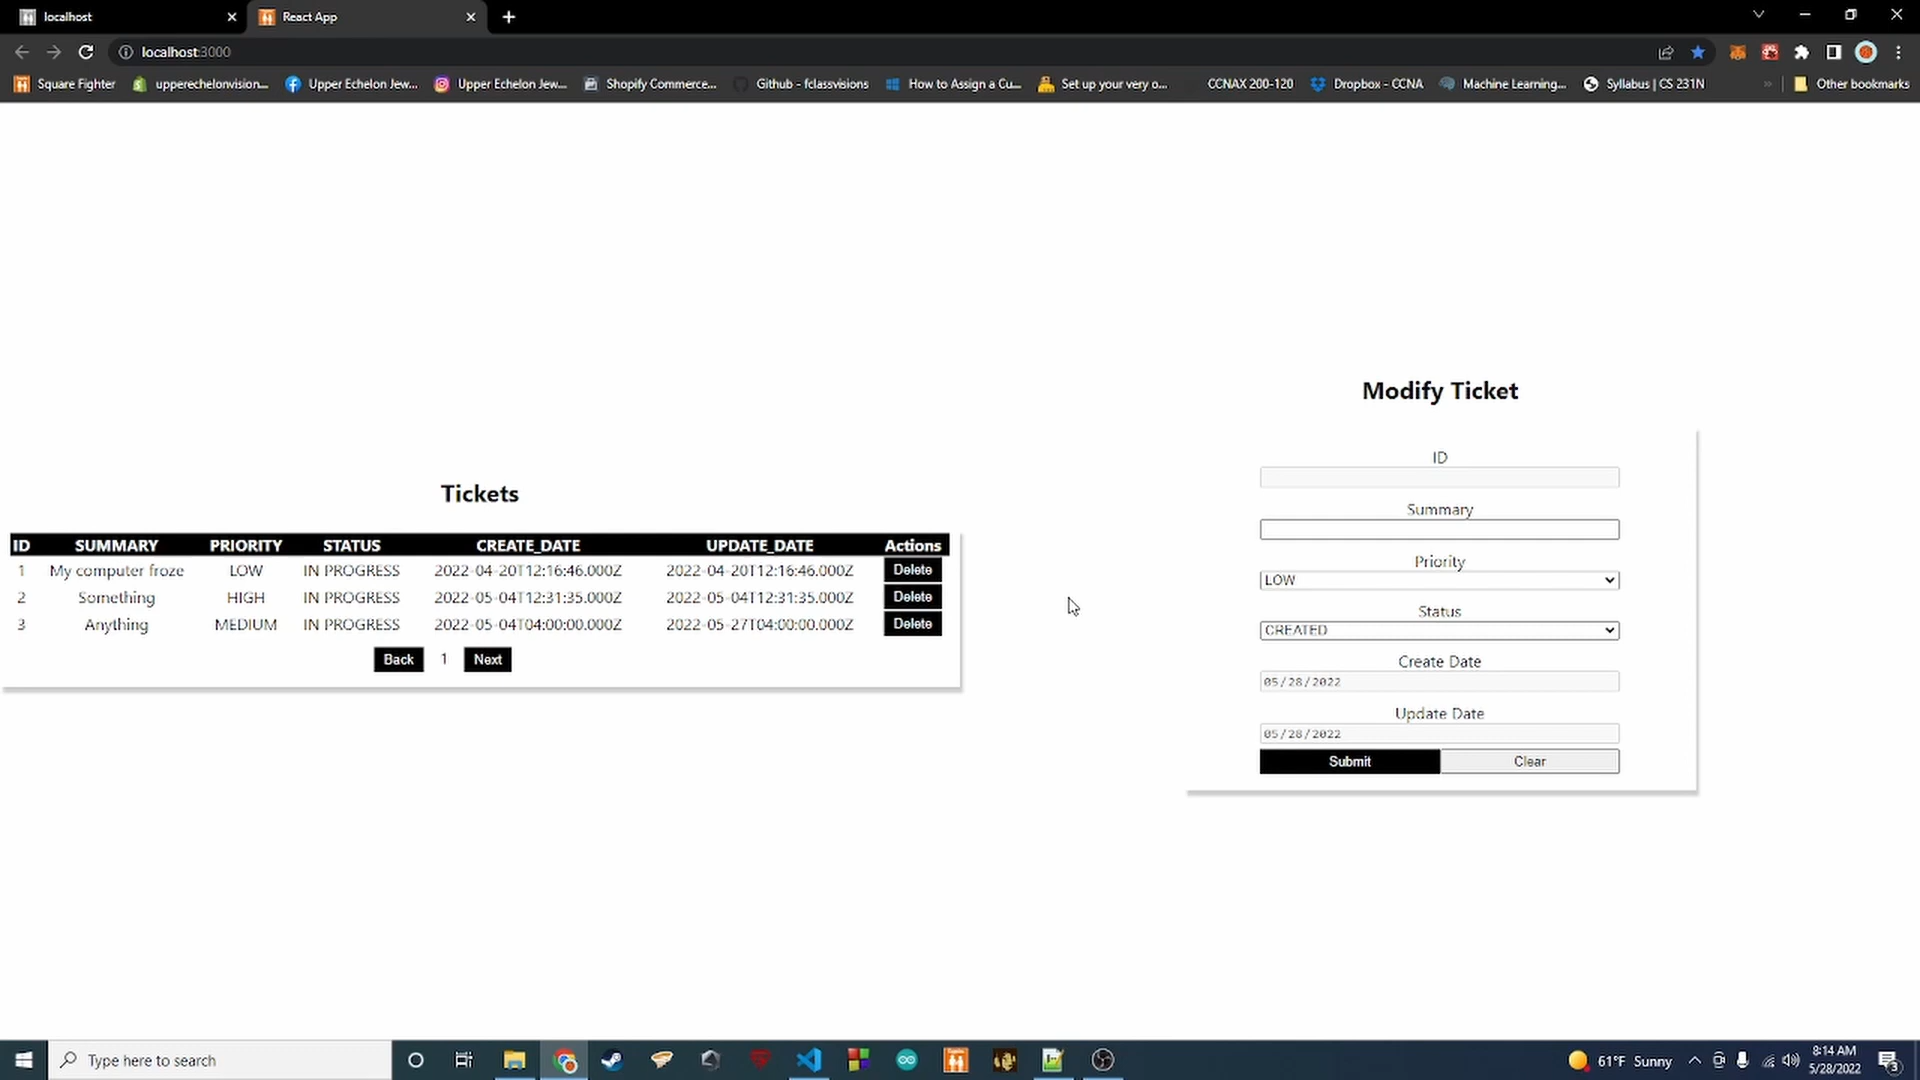 localhost
React App
localhost:3000
Square Fighter
upperechelonvision...
Upper Echelon Jew...
Upper Echelon Jew...
Shopify Commerce...
Github - fclassvisions
How to Assign a Cu...
Set up your very o...
CCNAX 200-120
Dropbox - CCNA
Machine Learning...
Syllabus | CS 231N
»
Other bookmarks
Tickets
ID SUMMARY PRIORITY STATUS CREATE_DATE UPDATE_DATE Actions
1 My computer froze LOW IN PROGRESS 2022-04-20T12:16:46.000Z 2022-04-20T12:16:46.000Z Delete
2 Something HIGH IN PROGRESS 2022-05-04T12:31:35.000Z 2022-05-04T12:31:35.000Z Delete
3 Anything MEDIUM IN PROGRESS 2022-05-04T04:00:00.000Z 2022-05-27T04:00:00.000Z Delete
Back 1 Next
Modify Ticket
ID
Summary
Priority
LOW
Status
CREATED
Create Date
05/28/2022
Update Date
05/28/2022
Submit Clear
Type here to search
61°F Sunny
8:14 AM
5/28/2022
3